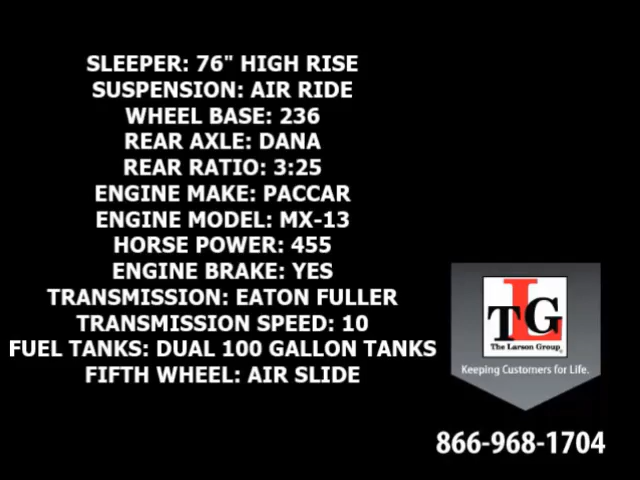 SLEEPER: 76" HIGH RISE
SUSPENSION: AIR RIDE
WHEEL BASE: 236
REAR AXLE: DANA
REAR RATIO: 3:25
ENGINE MAKE: PACCAR
ENGINE MODEL: MX-13
HORSE POWER: 455
ENGINE BRAKE: YES
TRANSMISSION: EATON FULLER
TRANSMISSION SPEED: 10
FUEL TANKS: DUAL 100 GALLON TANKS
FIFTH WHEEL: AIR SLIDE
TLG
The Larson Group
Keeping Customers for Life.
866-968-1704